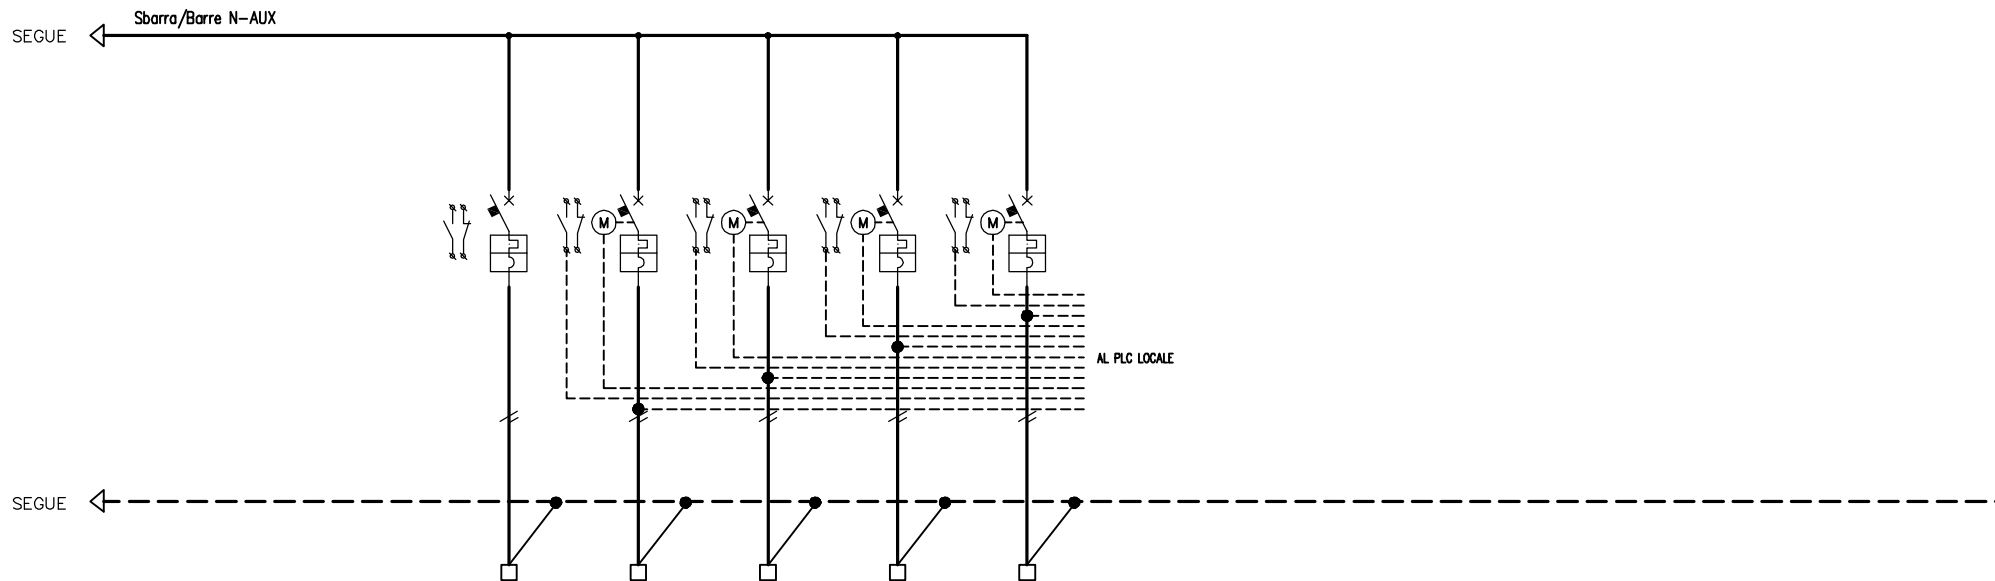 Sbarra/Barre N-AUX
SEGUE
M M M M
AL PLC LOCALE
SEGUE